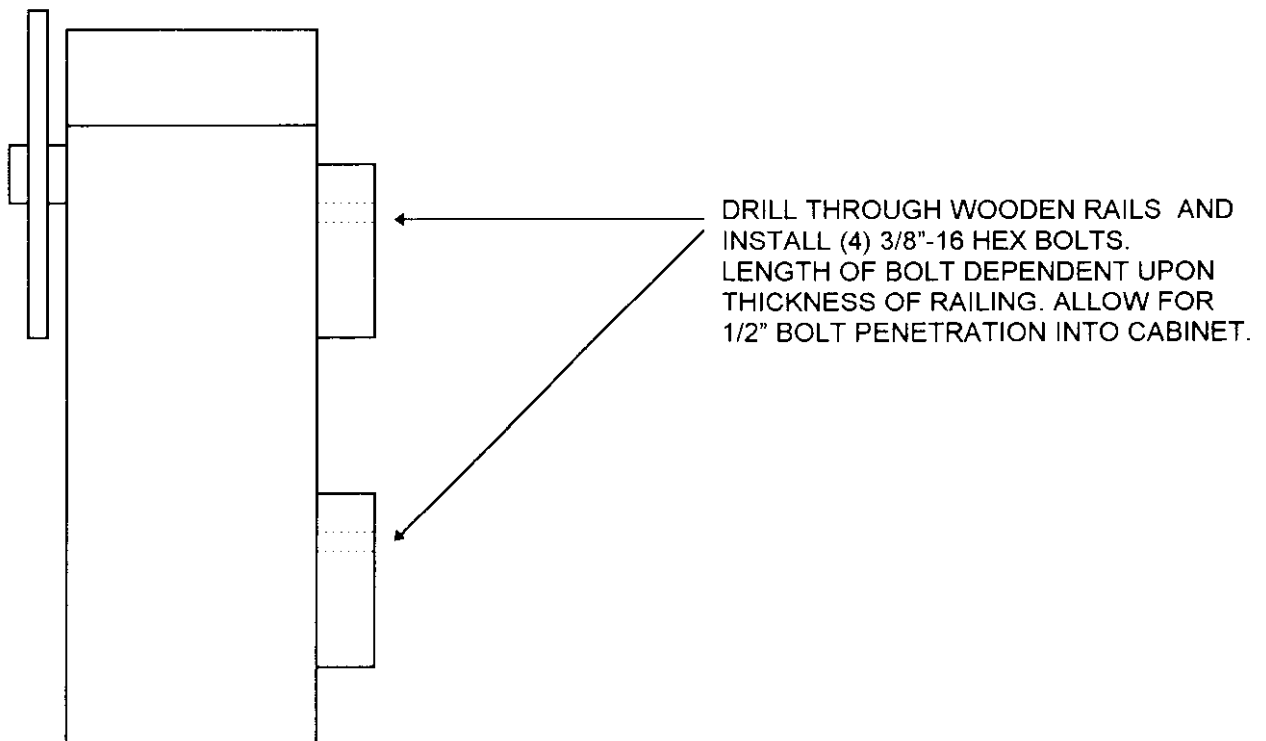 DRILL THROUGH WOODEN RAILS AND
INSTALL (4) 3/8"-16 HEX BOLTS.
LENGTH OF BOLT DEPENDENT UPON
THICKNESS OF RAILING. ALLOW FOR
1/2" BOLT PENETRATION INTO CABINET.